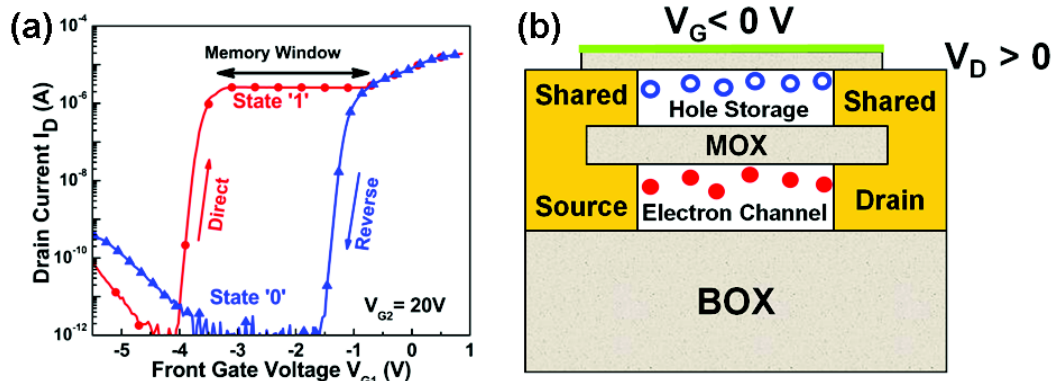 (a)
10⁻⁴
10⁻⁶
10⁻⁸
10⁻¹⁰
10⁻¹²
Drain Current I_D (A)
Memory Window
State '1'
Direct
Reverse
State '0'
V_G2= 20V
-5 -4 -3 -2 -1 0 1
Front Gate Voltage V_G1 (V)
(b)
V_G< 0 V
V_D > 0
Shared
Shared
Hole Storage
MOX
Source
Drain
Electron Channel
BOX